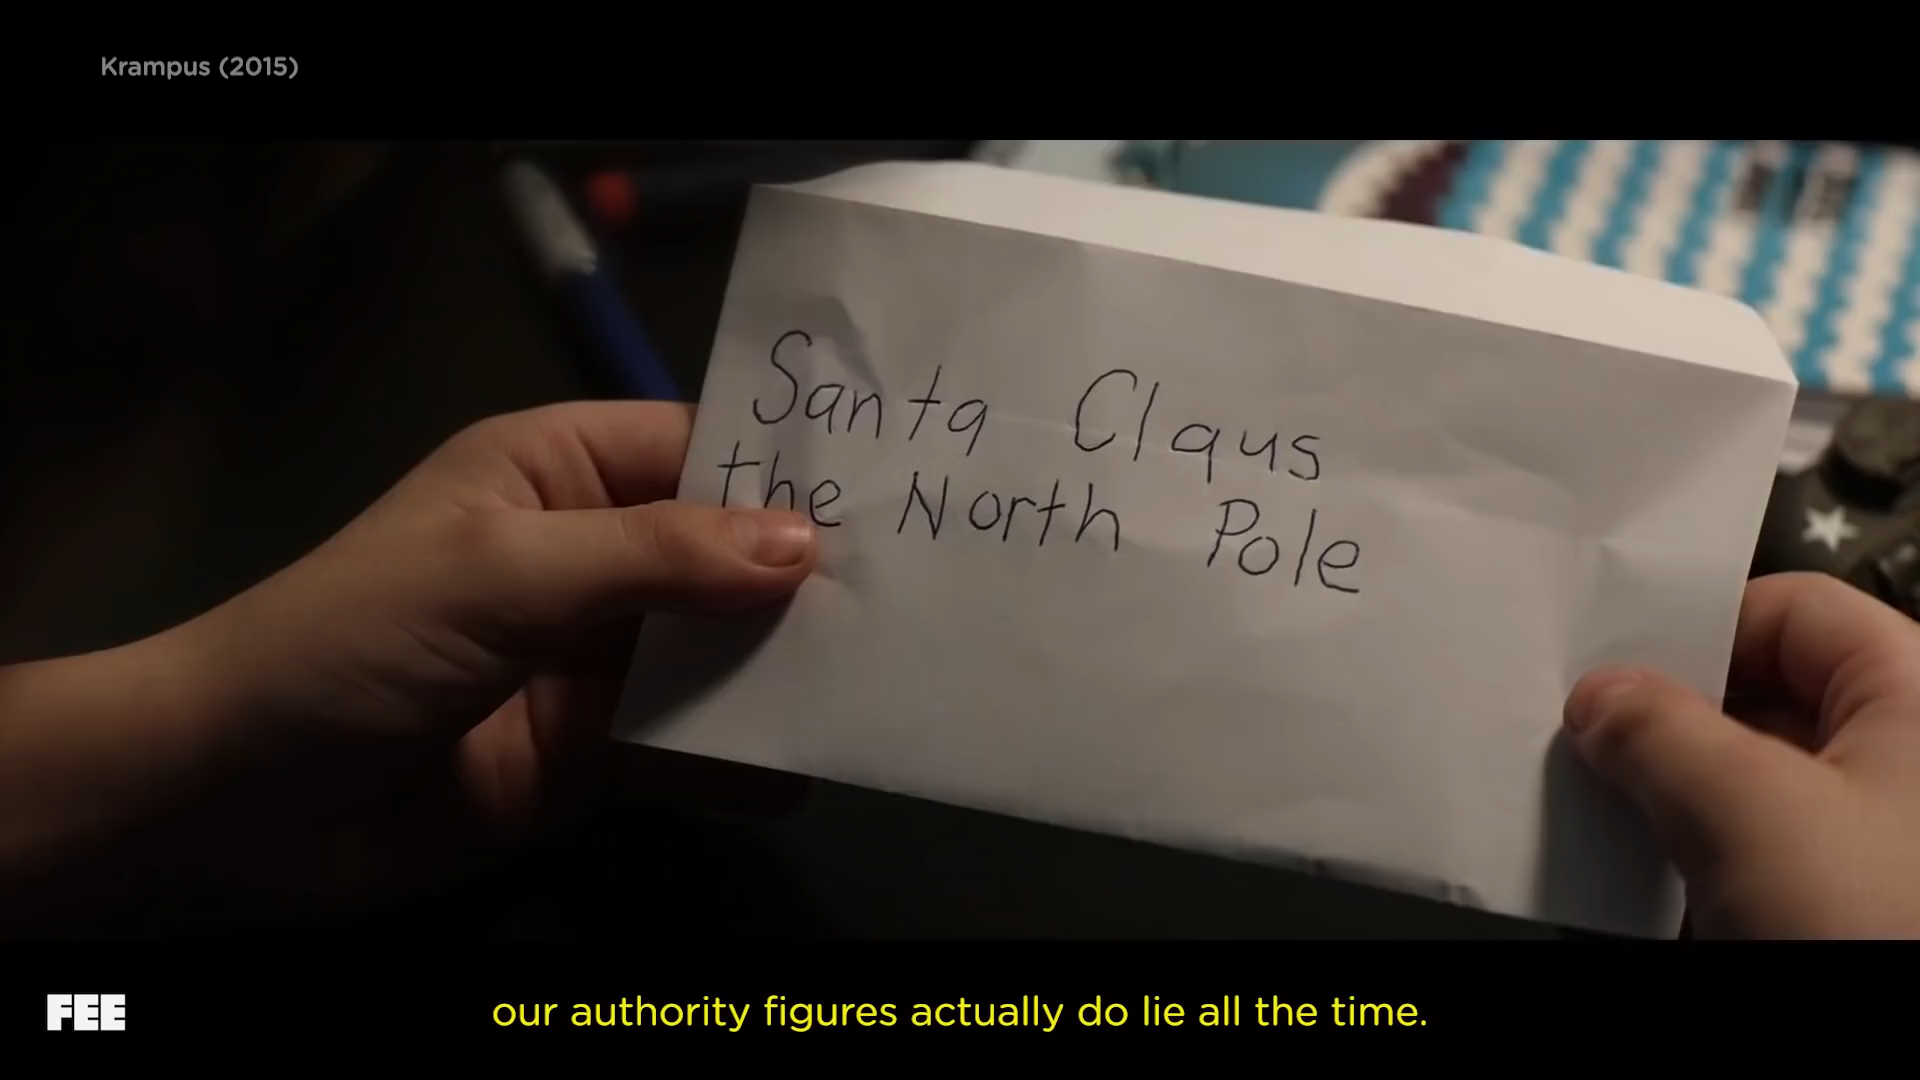 Krampus (2015)
Santa Claus
the North Pole
FEE
our authority figures actually do lie all the time.